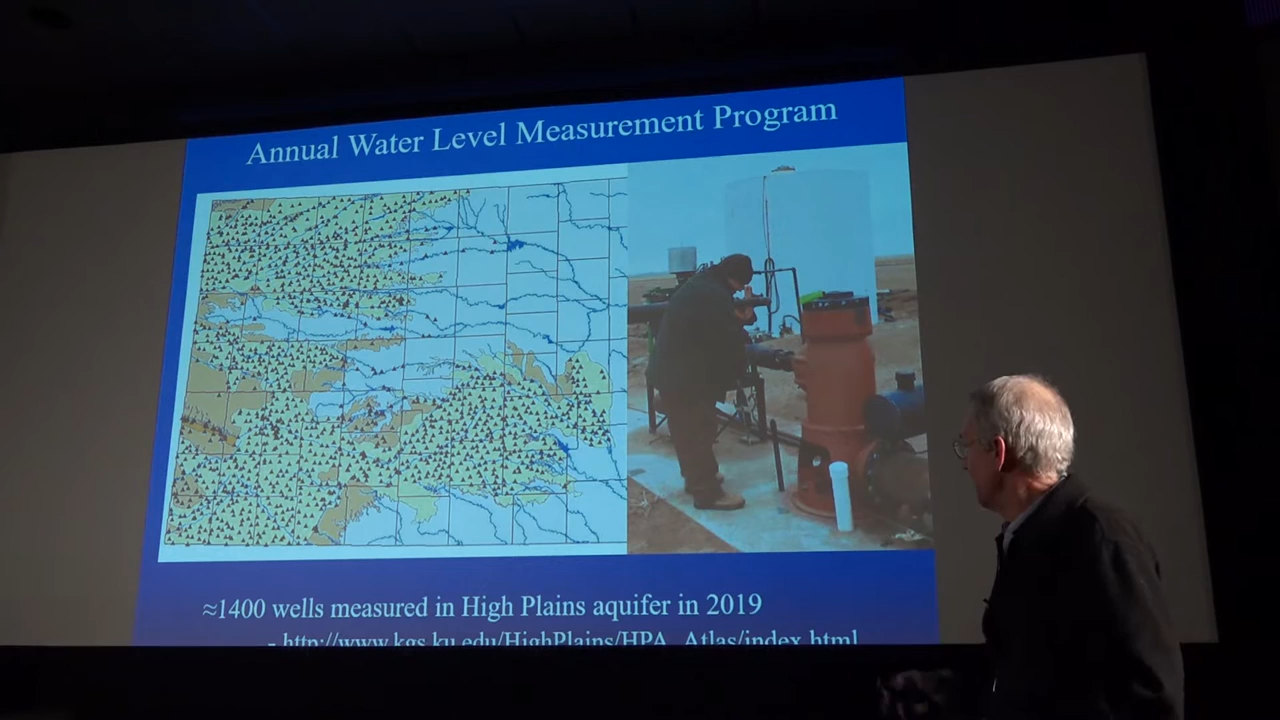 Annual Water Level Measurement Program
≈1400 wells measured in High Plains aquifer in 2019
- http://www.kgs.ku.edu/HighPlains/HPA_Atlas/index.html